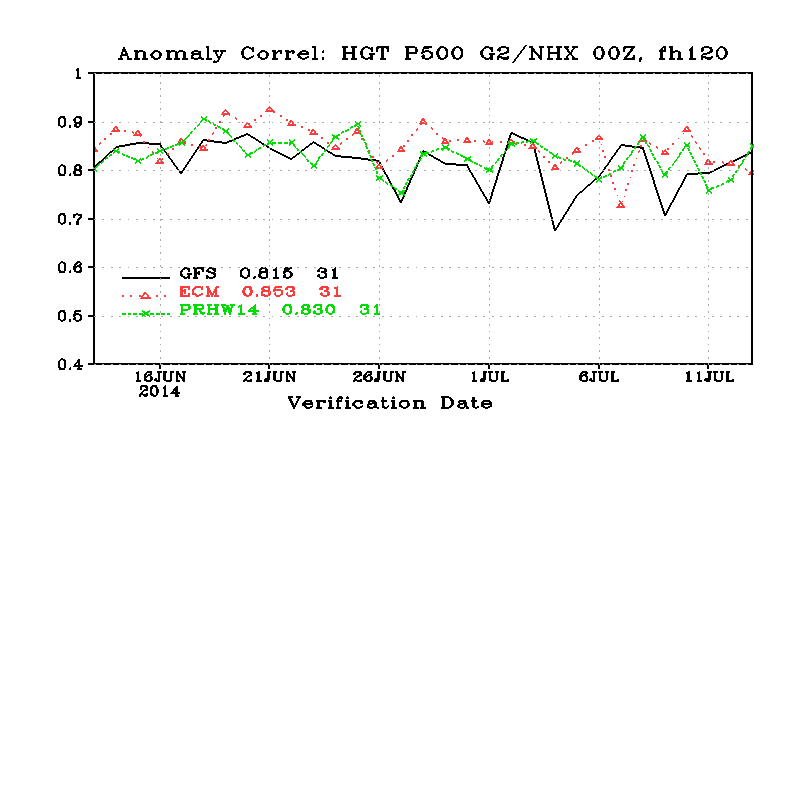 Anomaly Correl: HGT P500 G2/NHX 00Z, fh120
1
0.9
0.8
0.7
0.6
0.5
0.4
GFS 0.815 31
ECM 0.853 31
PRHW14 0.830 31
16JUN 21JUN 26JUN 1JUL 6JUL 11JUL
2014
Verification Date